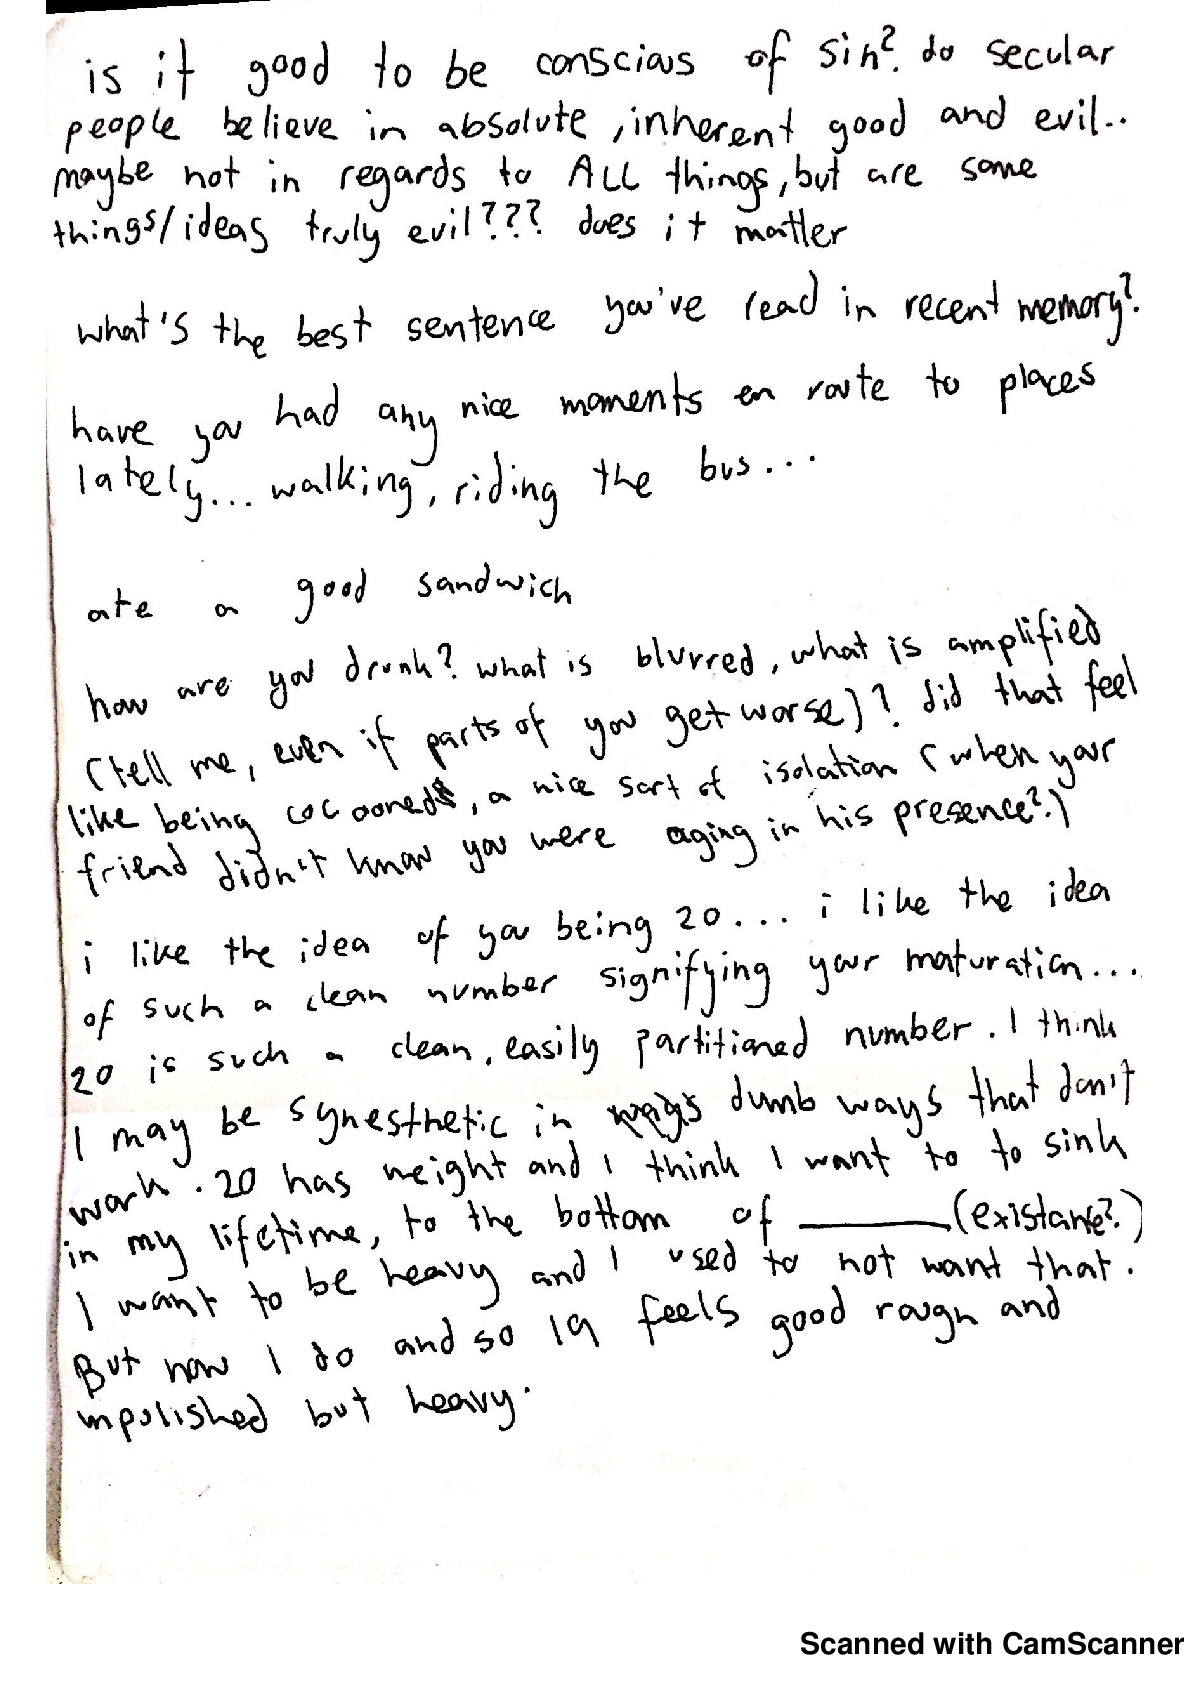 is it good to be conscious of sin? do secular
people believe in absolute, inherent good and evil..
maybe not in regards to ALL things, but are some
things/ideas truly evil??? does it matter
what's the best sentence you've read in recent memory?
have you had any nice moments en route to places
lately... walking, riding the bus...
ate a good sandwich
how are you drunk? what is blurred, what is amplified
(tell me, even if parts of you get worse)? did that feel
like being cocooned, a nice sort of isolation (when your
friend didn't know you were aging in his presence?)
i like the idea of you being 20... i like the idea
of such a clean number signifying your maturation...
20 is such a clean, easily partitioned number. I think
I may be synesthetic in ways dumb ways that don't
work. 20 has weight and I think I want to to sink
in my lifetime, to the bottom of ______ (existance?)
I want to be heavy and I used to not want that.
But now I do and so 19 feels good rough and
unpolished but heavy.
Scanned with CamScanner